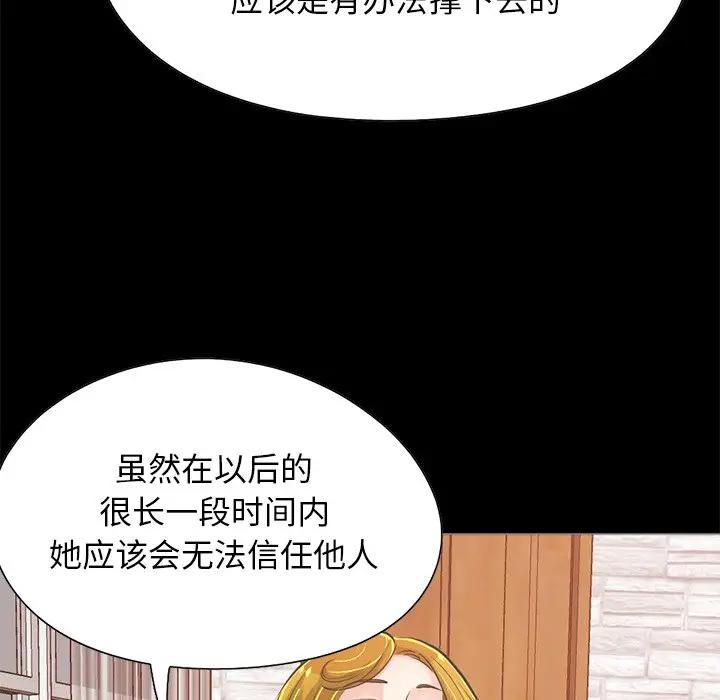 应该是有办法撑下去的
虽然在以后的
很长一段时间内
她应该会无法信任他人